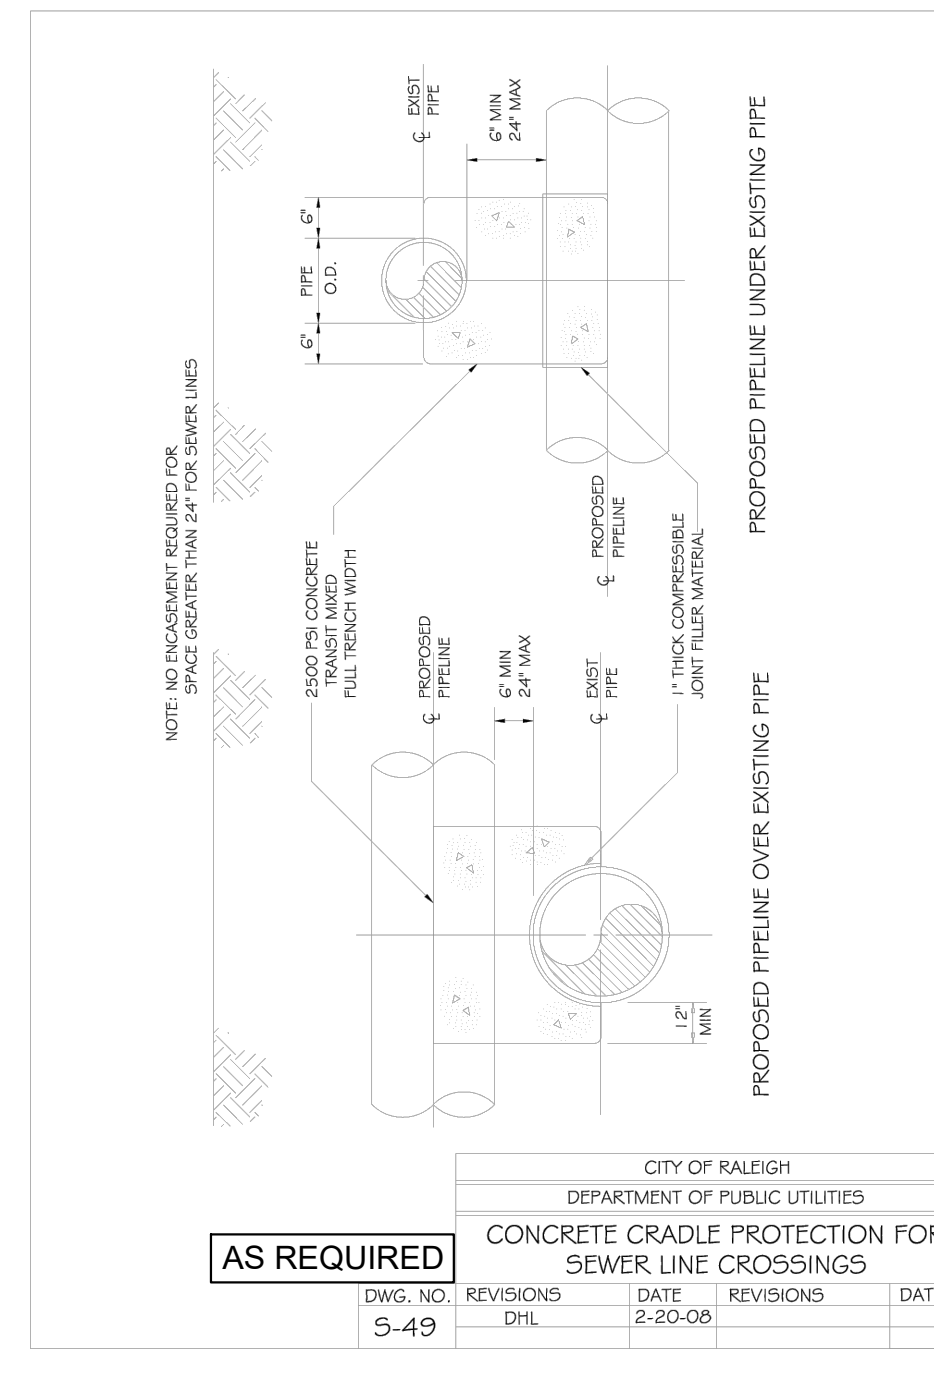 NOTE: NO ENCASEMENT REQUIRED FOR
SPACE GREATER THAN 24" FOR SEWER LINES
EXIST
PIPE
6" MIN
24" MAX
6"
PIPE
O.D.
6"
PROPOSED PIPELINE UNDER EXISTING PIPE
PROPOSED
PIPELINE
2500 PSI CONCRETE
TRANSIT MIXED
FULL TRENCH WIDTH
1" THICK COMPRESSIBLE
JOINT FILLER MATERIAL
PROPOSED
PIPELINE
6" MIN
24" MAX
EXIST
PIPE
12"
MIN
PROPOSED PIPELINE OVER EXISTING PIPE
CITY OF RALEIGH
DEPARTMENT OF PUBLIC UTILITIES
CONCRETE CRADLE PROTECTION FOR
SEWER LINE CROSSINGS
AS REQUIRED
DWG. NO. REVISIONS DATE REVISIONS DAT
S-49 DHL 2-20-08